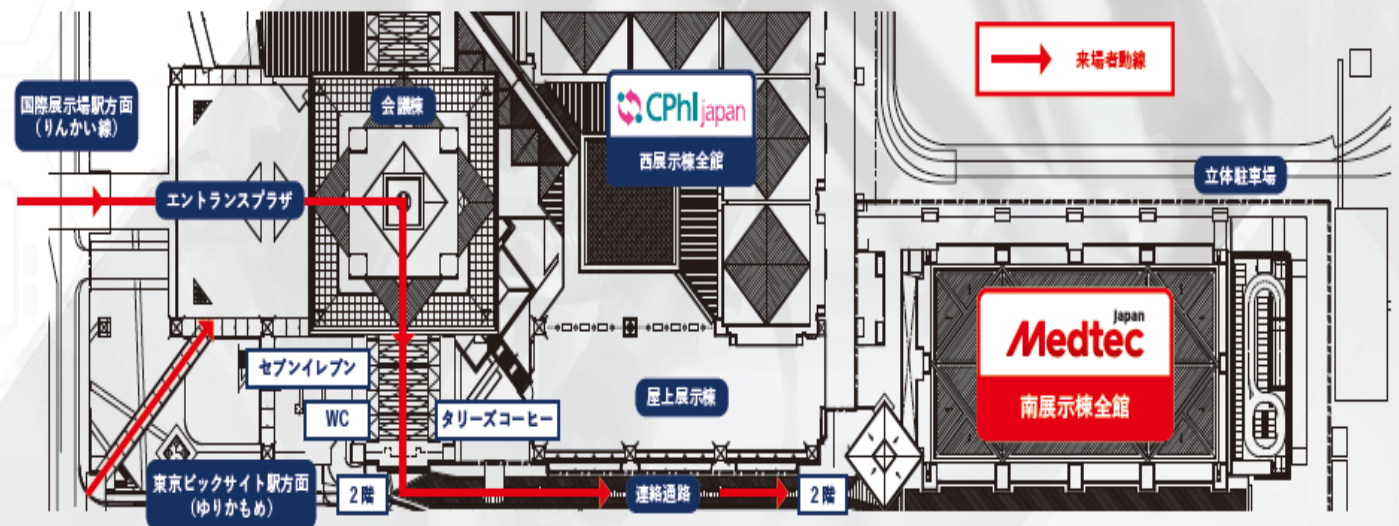 来場者動線
国際展示場駅方面
（りんかい線）
会議棟
CPhI japan
西展示棟全館
エントランスプラザ
立体駐車場
Japan
Medtec
南展示棟全館
セブンイレブン
WC
タリーズコーヒー
屋上展示棟
東京ビックサイト駅方面
（ゆりかもめ）
2階
連絡通路
2階